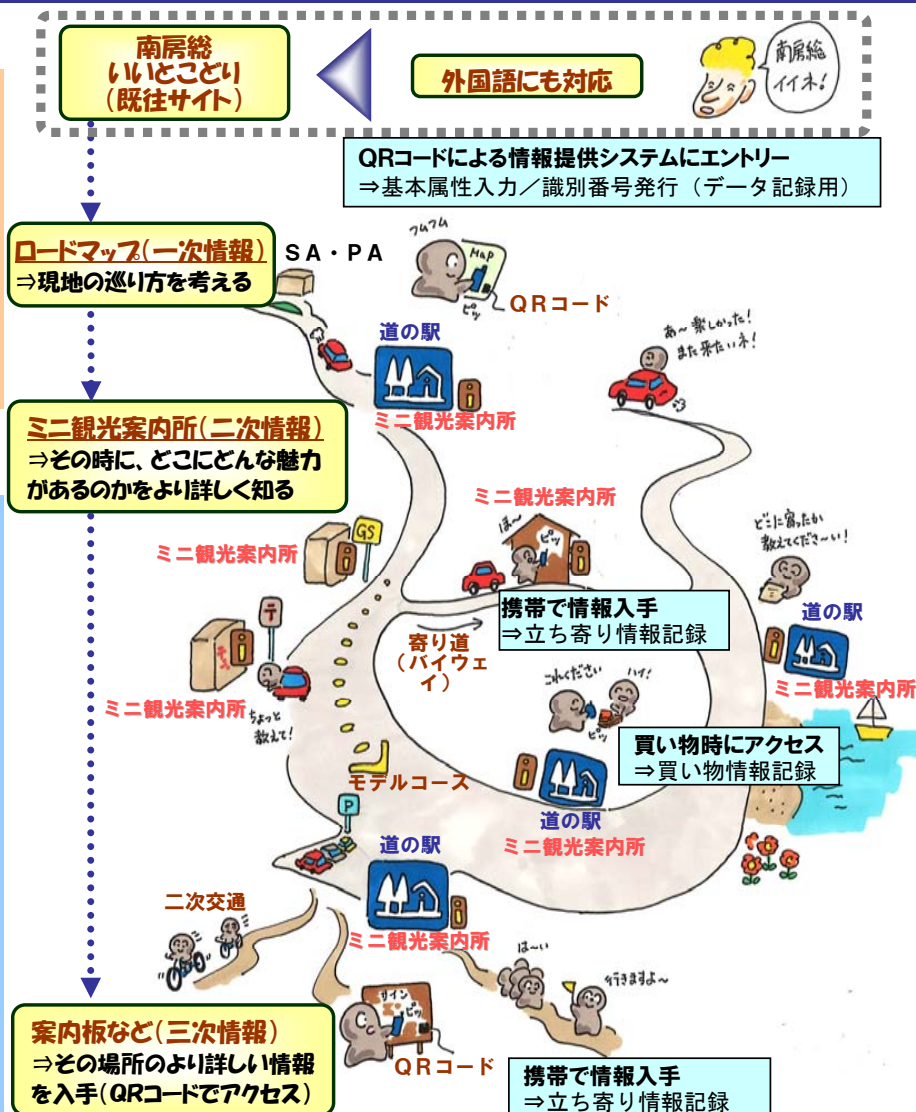 南房総
いいとこどり
（既往サイト）
外国語にも対応
南房総
イイネ！
QRコードによる情報提供システムにエントリー
⇒基本属性入力／識別番号発行（データ記録用）
ロードマップ（一次情報）
⇒現地の巡り方を考える
SA・PA
フムフム
MaP
ピッ
QRコード
道の駅
ミニ観光案内所
あ～楽しかった！
また来たいネ！
ミニ観光案内所（二次情報）
⇒その時に、どこにどんな魅力
があるのかをより詳しく知る
ミニ観光案内所
ほ～
ピッ
GS
ミニ観光案内所
どこに寄ったか
教えてくださ～い！
携帯で情報入手
⇒立ち寄り情報記録
寄り道
（バイウェ
イ）
道の駅
ミニ観光案内所
〒
ミニ観光案内所
ちょっと
教えて！
これください
ハイ！
ピッ
買い物時にアクセス
⇒買い物情報記録
モデルコース
P
道の駅
ミニ観光案内所
道の駅
ミニ観光案内所
二次交通
は～い
行きますよ～
サイン
ピッ
QRコード
案内板など（三次情報）
⇒その場所のより詳しい情報
を入手（QRコードでアクセス）
携帯で情報入手
⇒立ち寄り情報記録